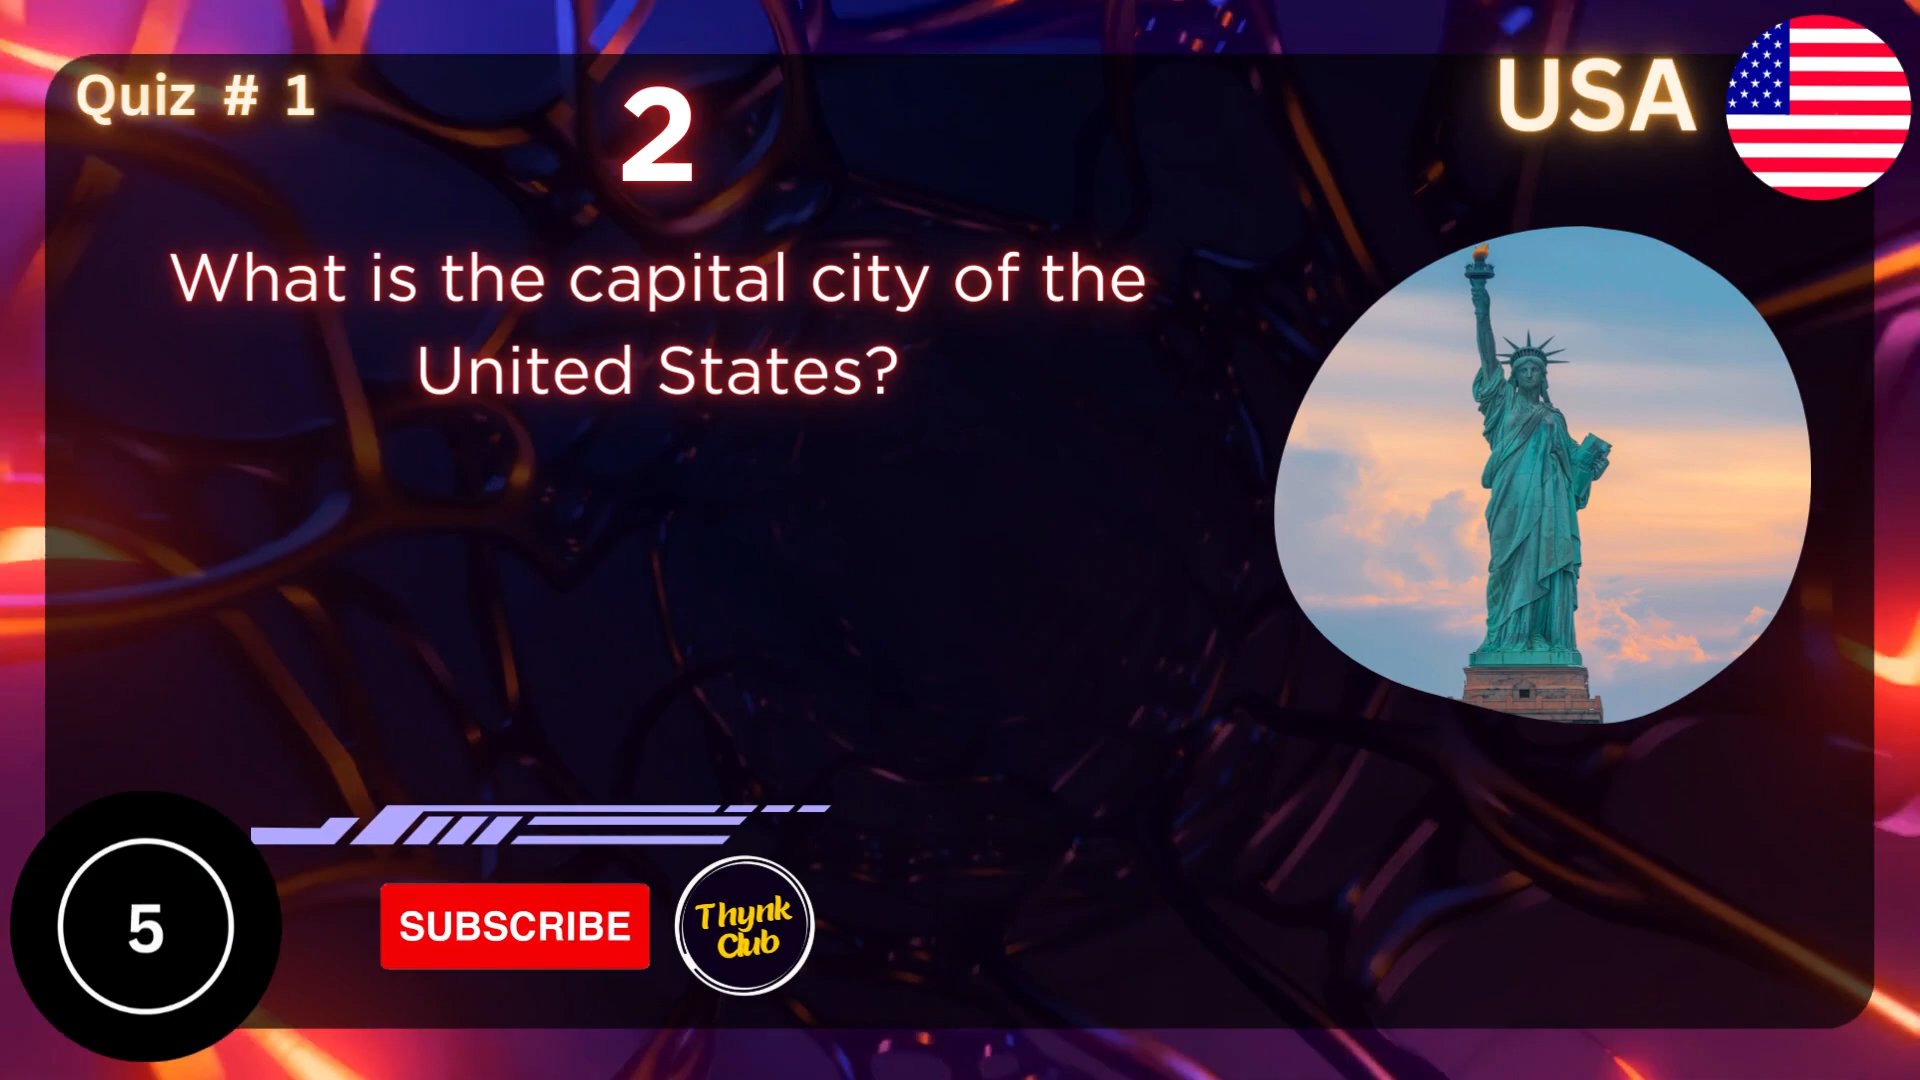 Quiz # 1
2
USA
What is the capital city of the
United States?
5
SUBSCRIBE
Thynk
Club